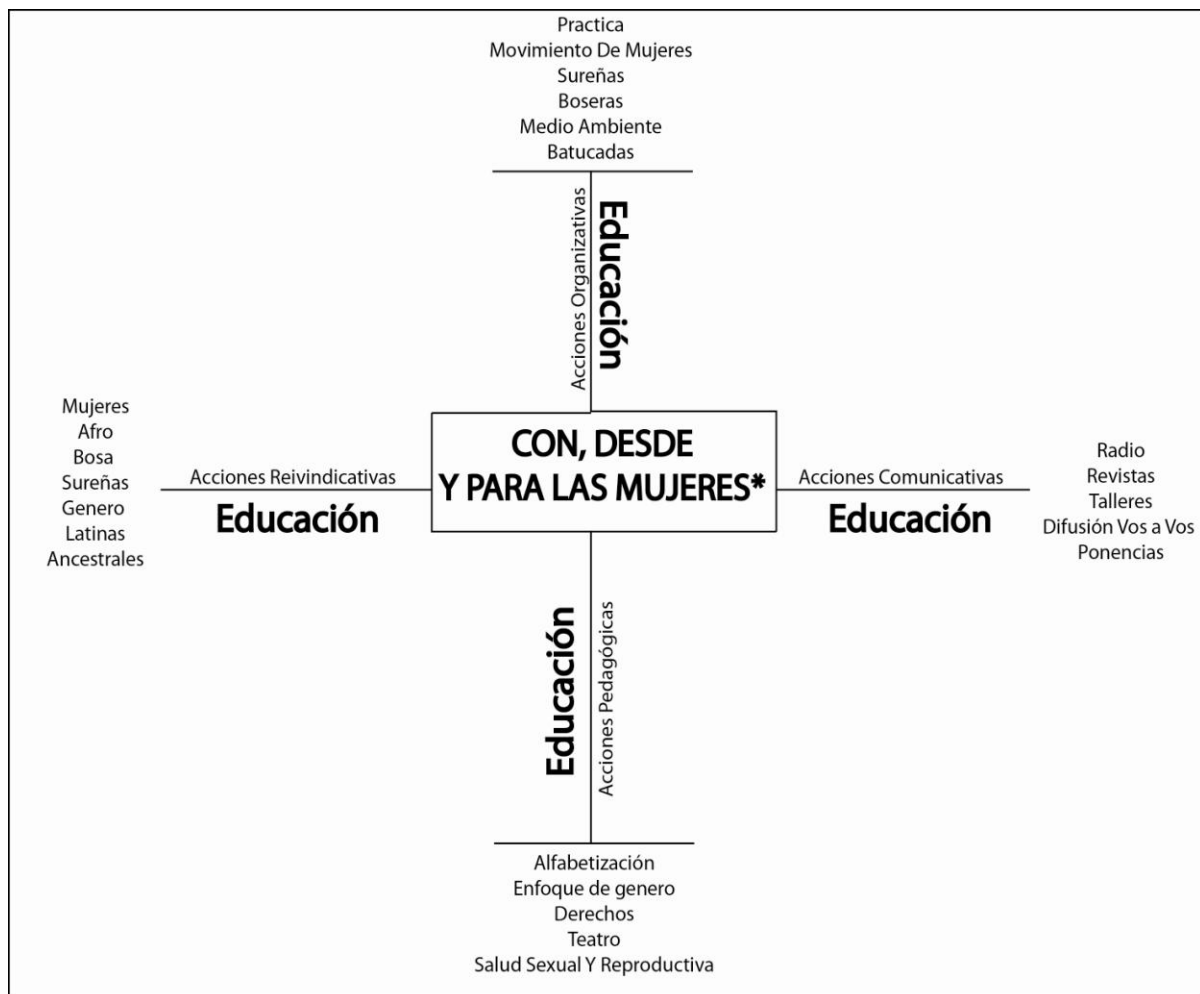 Practica
Movimiento De Mujeres
Sureñas
Boseras
Medio Ambiente
Batucadas
Acciones Organizativas
Educación
Mujeres
Afro
Bosa
Sureñas
Genero
Latinas
Ancestrales
Acciones Reivindicativas
Educación
CON, DESDE
Y PARA LAS MUJERES*
Acciones Comunicativas
Educación
Radio
Revistas
Talleres
Difusión Vos a Vos
Ponencias
Educación
Acciones Pedagógicas
Alfabetización
Enfoque de genero
Derechos
Teatro
Salud Sexual Y Reproductiva